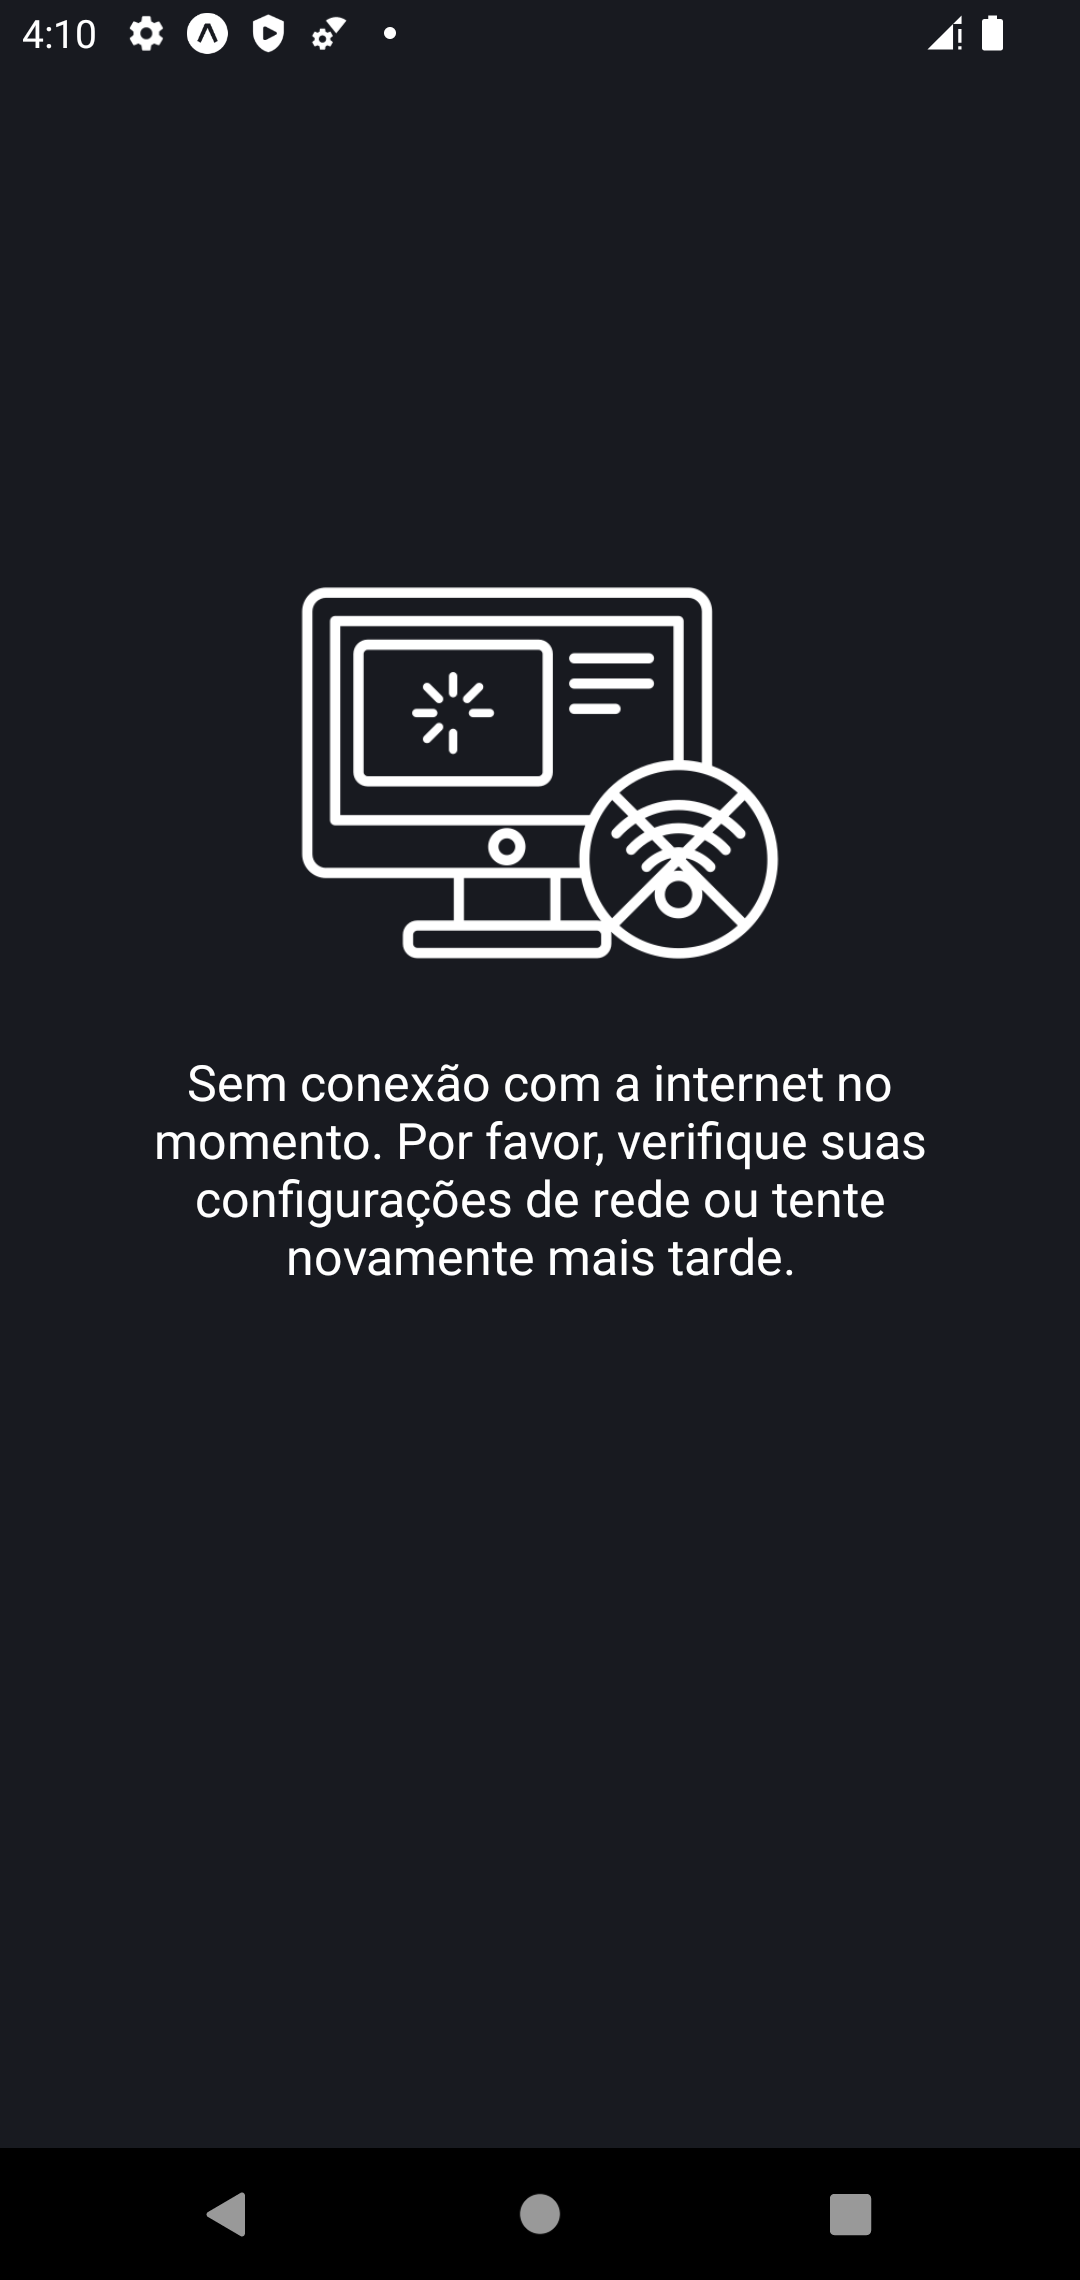 4:10
Sem conexão com a internet no
momento. Por favor, verifique suas
configurações de rede ou tente
novamente mais tarde.